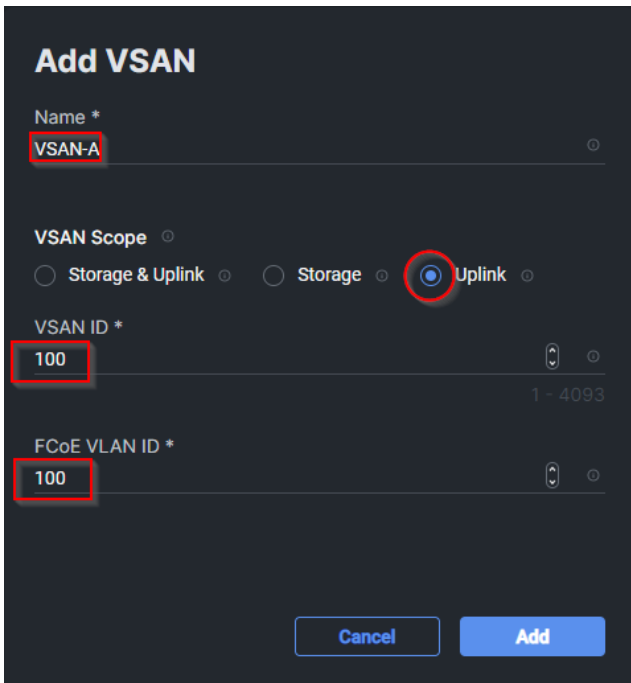 Add VSAN
Name *
VSAN-A
VSAN Scope
Storage & Uplink Storage Uplink
VSAN ID *
100
1 - 4093
FCoE VLAN ID *
100
Cancel Add